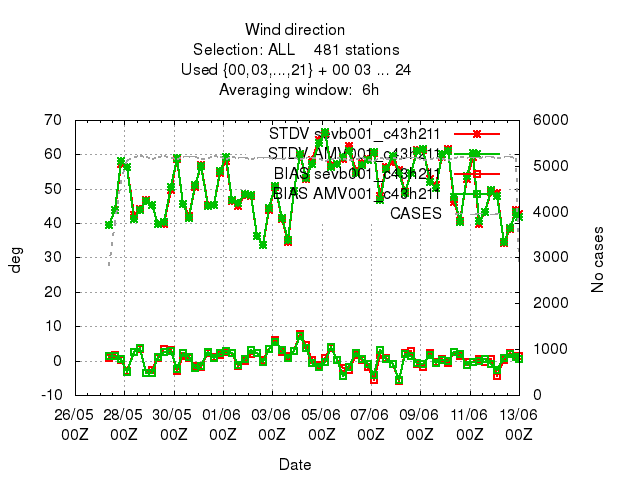 Wind direction
Selection: ALL 481 stations
Used {00,03,...,21} + 00 03 ... 24
Averaging window: 6h
70 6000
STDV sevb001_c43h211
60 STDV AMV001_c43h211 5000
BIAS sevb001_c43h211
50 BIAS AMV001_c43h211
CASES 4000
40
deg
30 3000
No cases
20 2000
10 1000
0
-10 0
26/05 28/05 30/05 01/06 03/06 05/06 07/06 09/06 11/06 13/06
00Z 00Z 00Z 00Z 00Z 00Z 00Z 00Z 00Z 00Z
Date